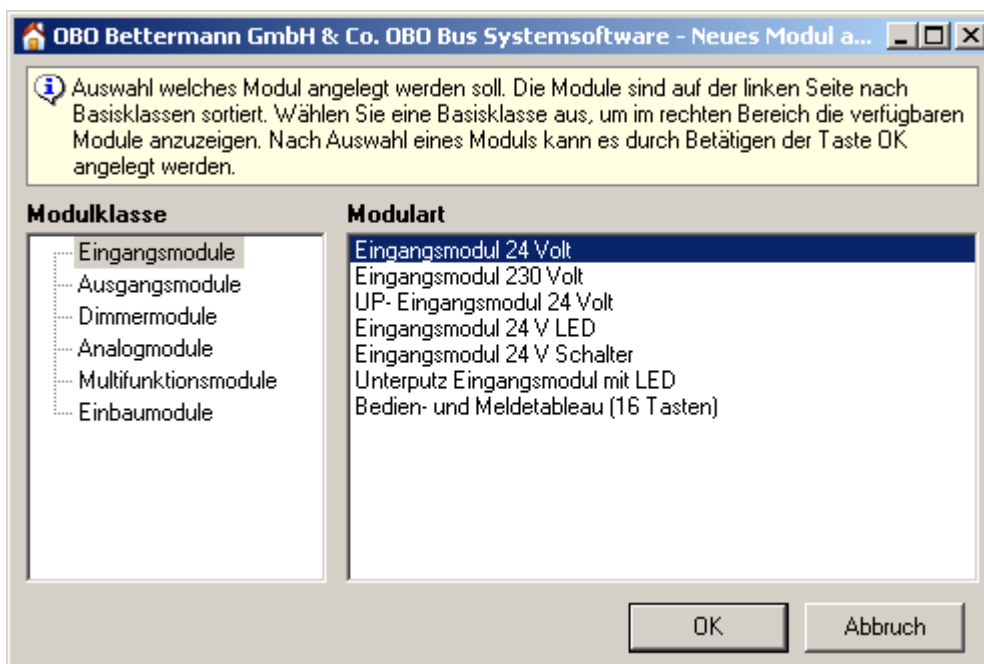 OBO Bettermann GmbH & Co. OBO Bus Systemsoftware - Neues Modul a...
Auswahl welches Modul angelegt werden soll. Die Module sind auf der linken Seite nach
Basisklassen sortiert. Wählen Sie eine Basisklasse aus, um im rechten Bereich die verfügbaren
Module anzuzeigen. Nach Auswahl eines Moduls kann es durch Betätigen der Taste OK
angelegt werden.
Modulklasse
Eingangsmodule
Ausgangsmodule
Dimmermodule
Analogmodule
Multifunktionsmodule
Einbaumodule
Modulart
Eingangsmodul 24 Volt
Eingangsmodul 230 Volt
UP- Eingangsmodul 24 Volt
Eingangsmodul 24 V LED
Eingangsmodul 24 V Schalter
Unterputz Eingangsmodul mit LED
Bedien- und Meldetableau (16 Tasten)
OK
Abbruch